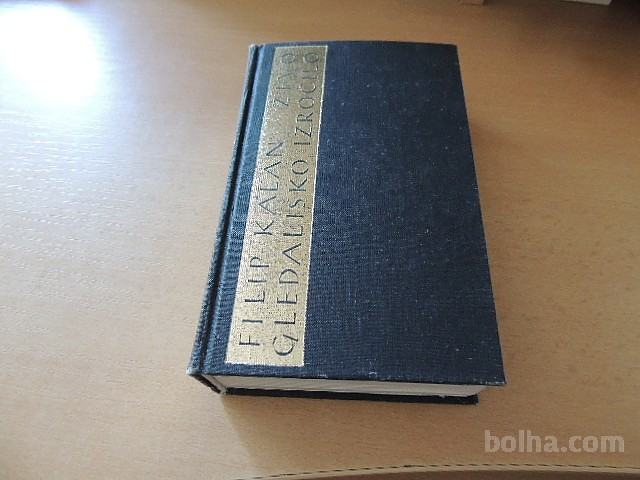 FILIP KALAN: ŽIVO
GLEDALIŠKO IZROČILO
bolha.com